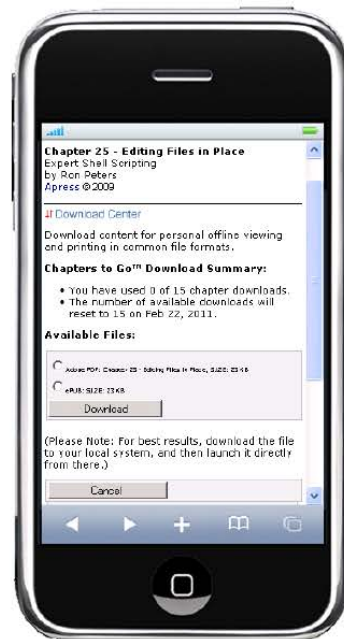 Chapter 25 - Editing Files in Place
Expert Shell Scripting
by Ron Peters
Apress © 2009
Download Center
Download content for personal offline viewing
and printing in common file formats.
Chapters to Go™ Download Summary:
• You have used 0 of 15 chapter downloads.
• The number of available downloads will
reset to 15 on Feb 22, 2011.
Available Files:
Adobe PDF: Chapter 25 - Editing Files in Place, SIZE: 23 KB
ePUB: SIZE: 23 KB
Download
(Please Note: For best results, download the file
to your local system, and then launch it directly
from there.)
Cancel